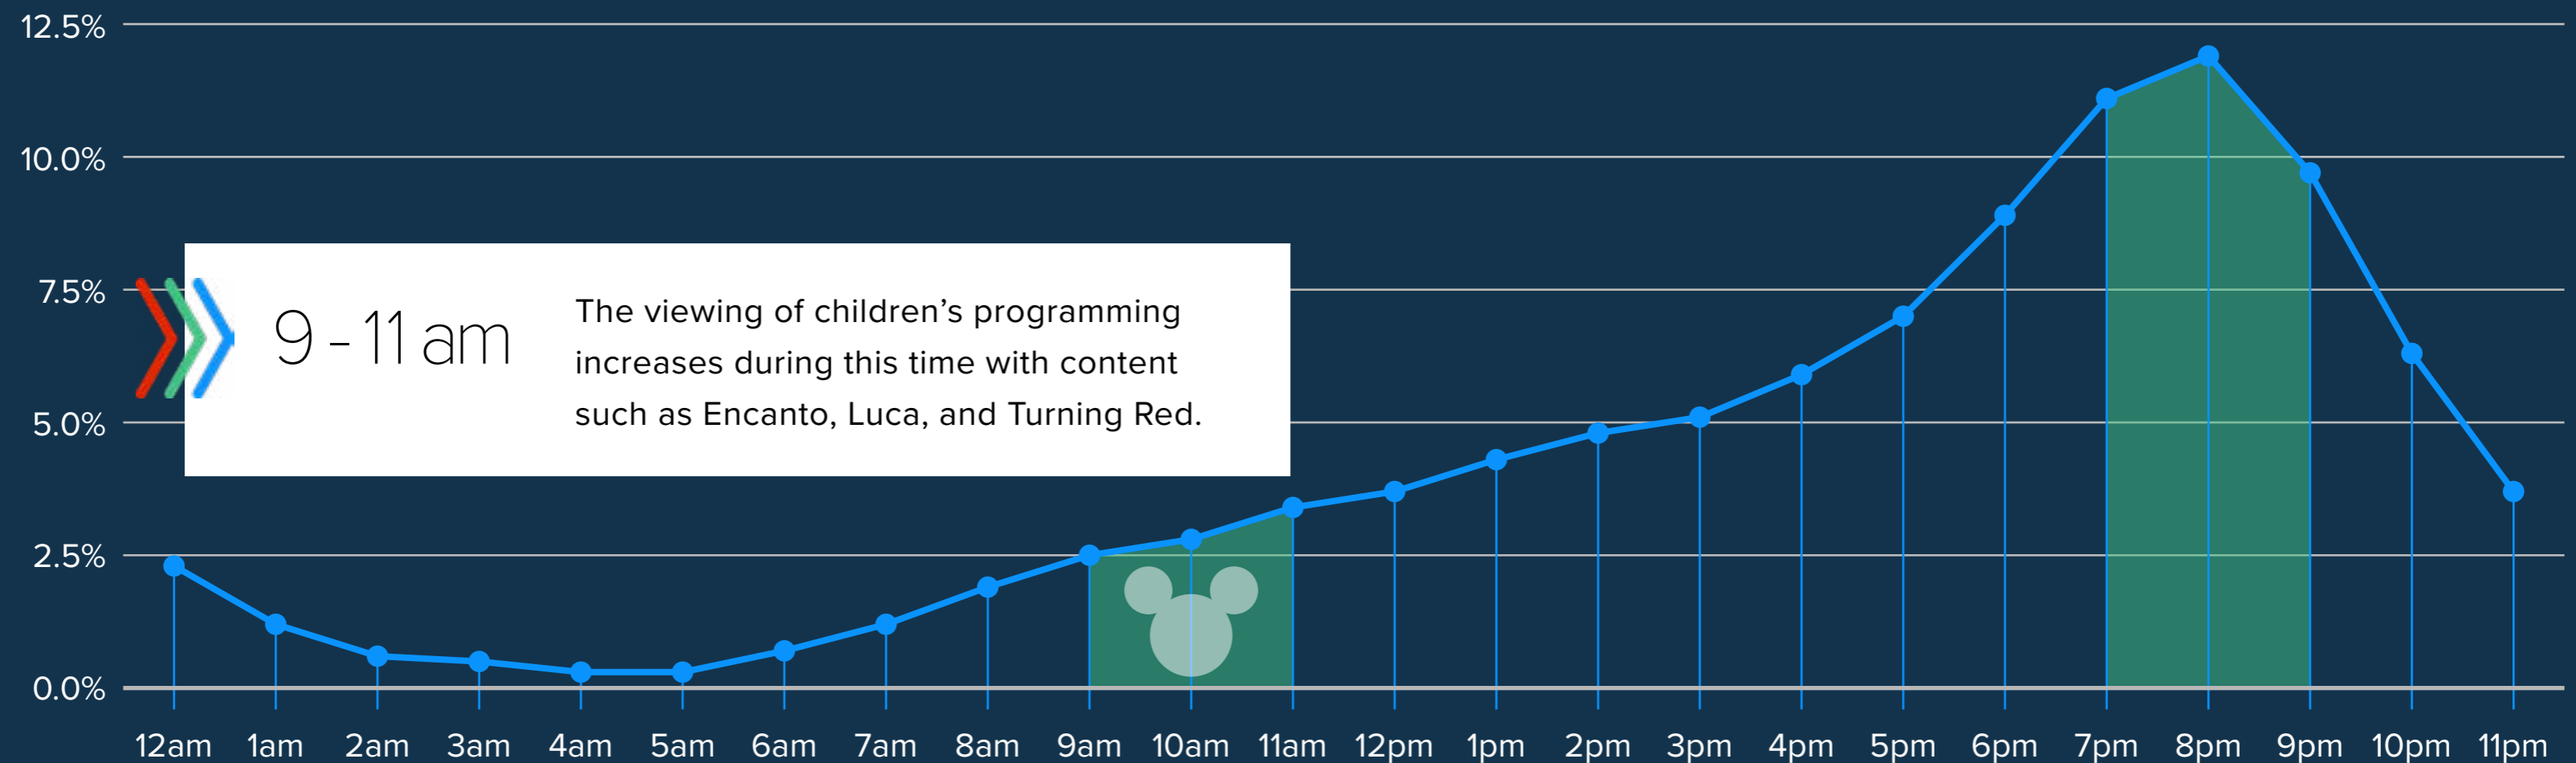 12.5%
10.0%
7.5%
5.0%
2.5%
0.0%
9 - 11 am
The viewing of children’s programming
increases during this time with content
such as Encanto, Luca, and Turning Red.
12am 1am 2am 3am 4am 5am 6am 7am 8am 9am 10am 11am 12pm 1pm 2pm 3pm 4pm 5pm 6pm 7pm 8pm 9pm 10pm 11pm